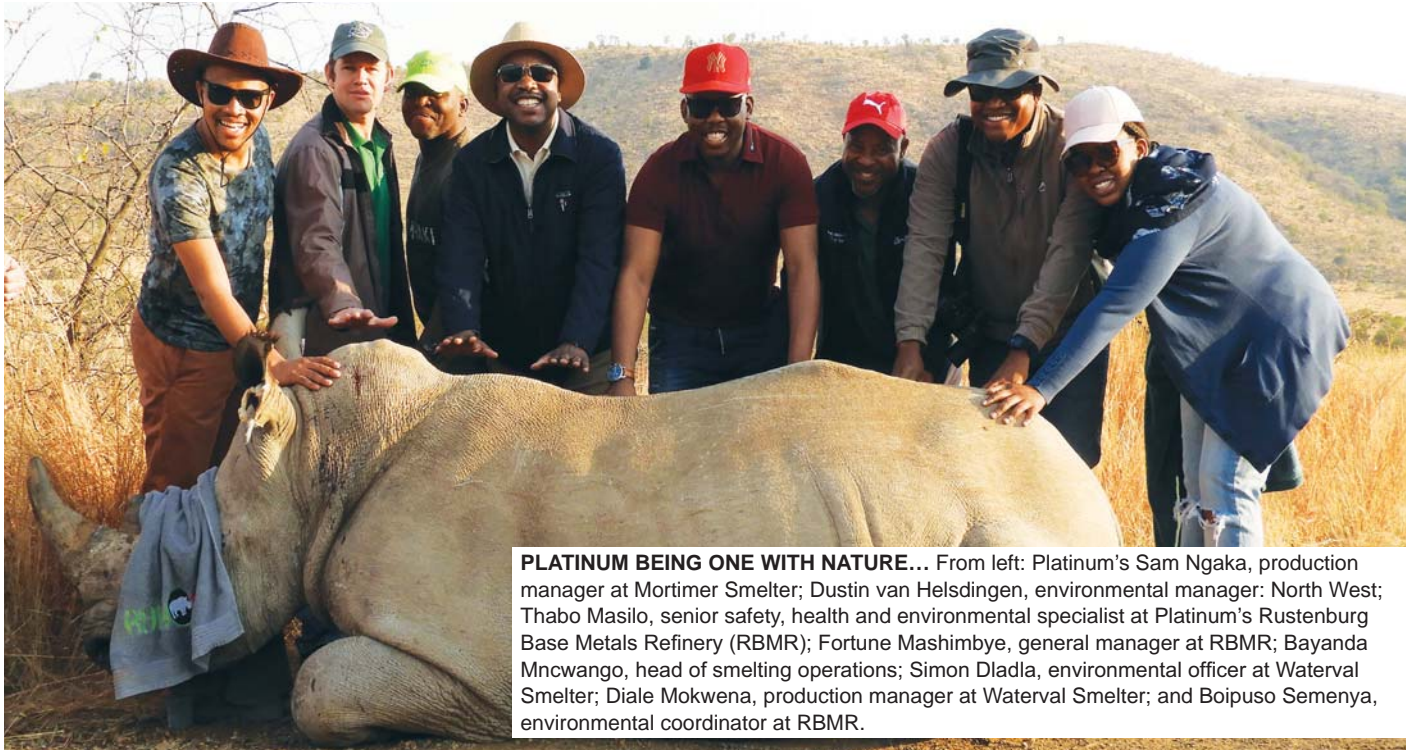 PLATINUM BEING ONE WITH NATURE… From left: Platinum's Sam Ngaka, production
manager at Mortimer Smelter; Dustin van Helsdingen, environmental manager: North West;
Thabo Masilo, senior safety, health and environmental specialist at Platinum's Rustenburg
Base Metals Refinery (RBMR); Fortune Mashimbye, general manager at RBMR; Bayanda
Mncwango, head of smelting operations; Simon Dladla, environmental officer at Waterval
Smelter; Diale Mokwena, production manager at Waterval Smelter; and Boipuso Semenya,
environmental coordinator at RBMR.